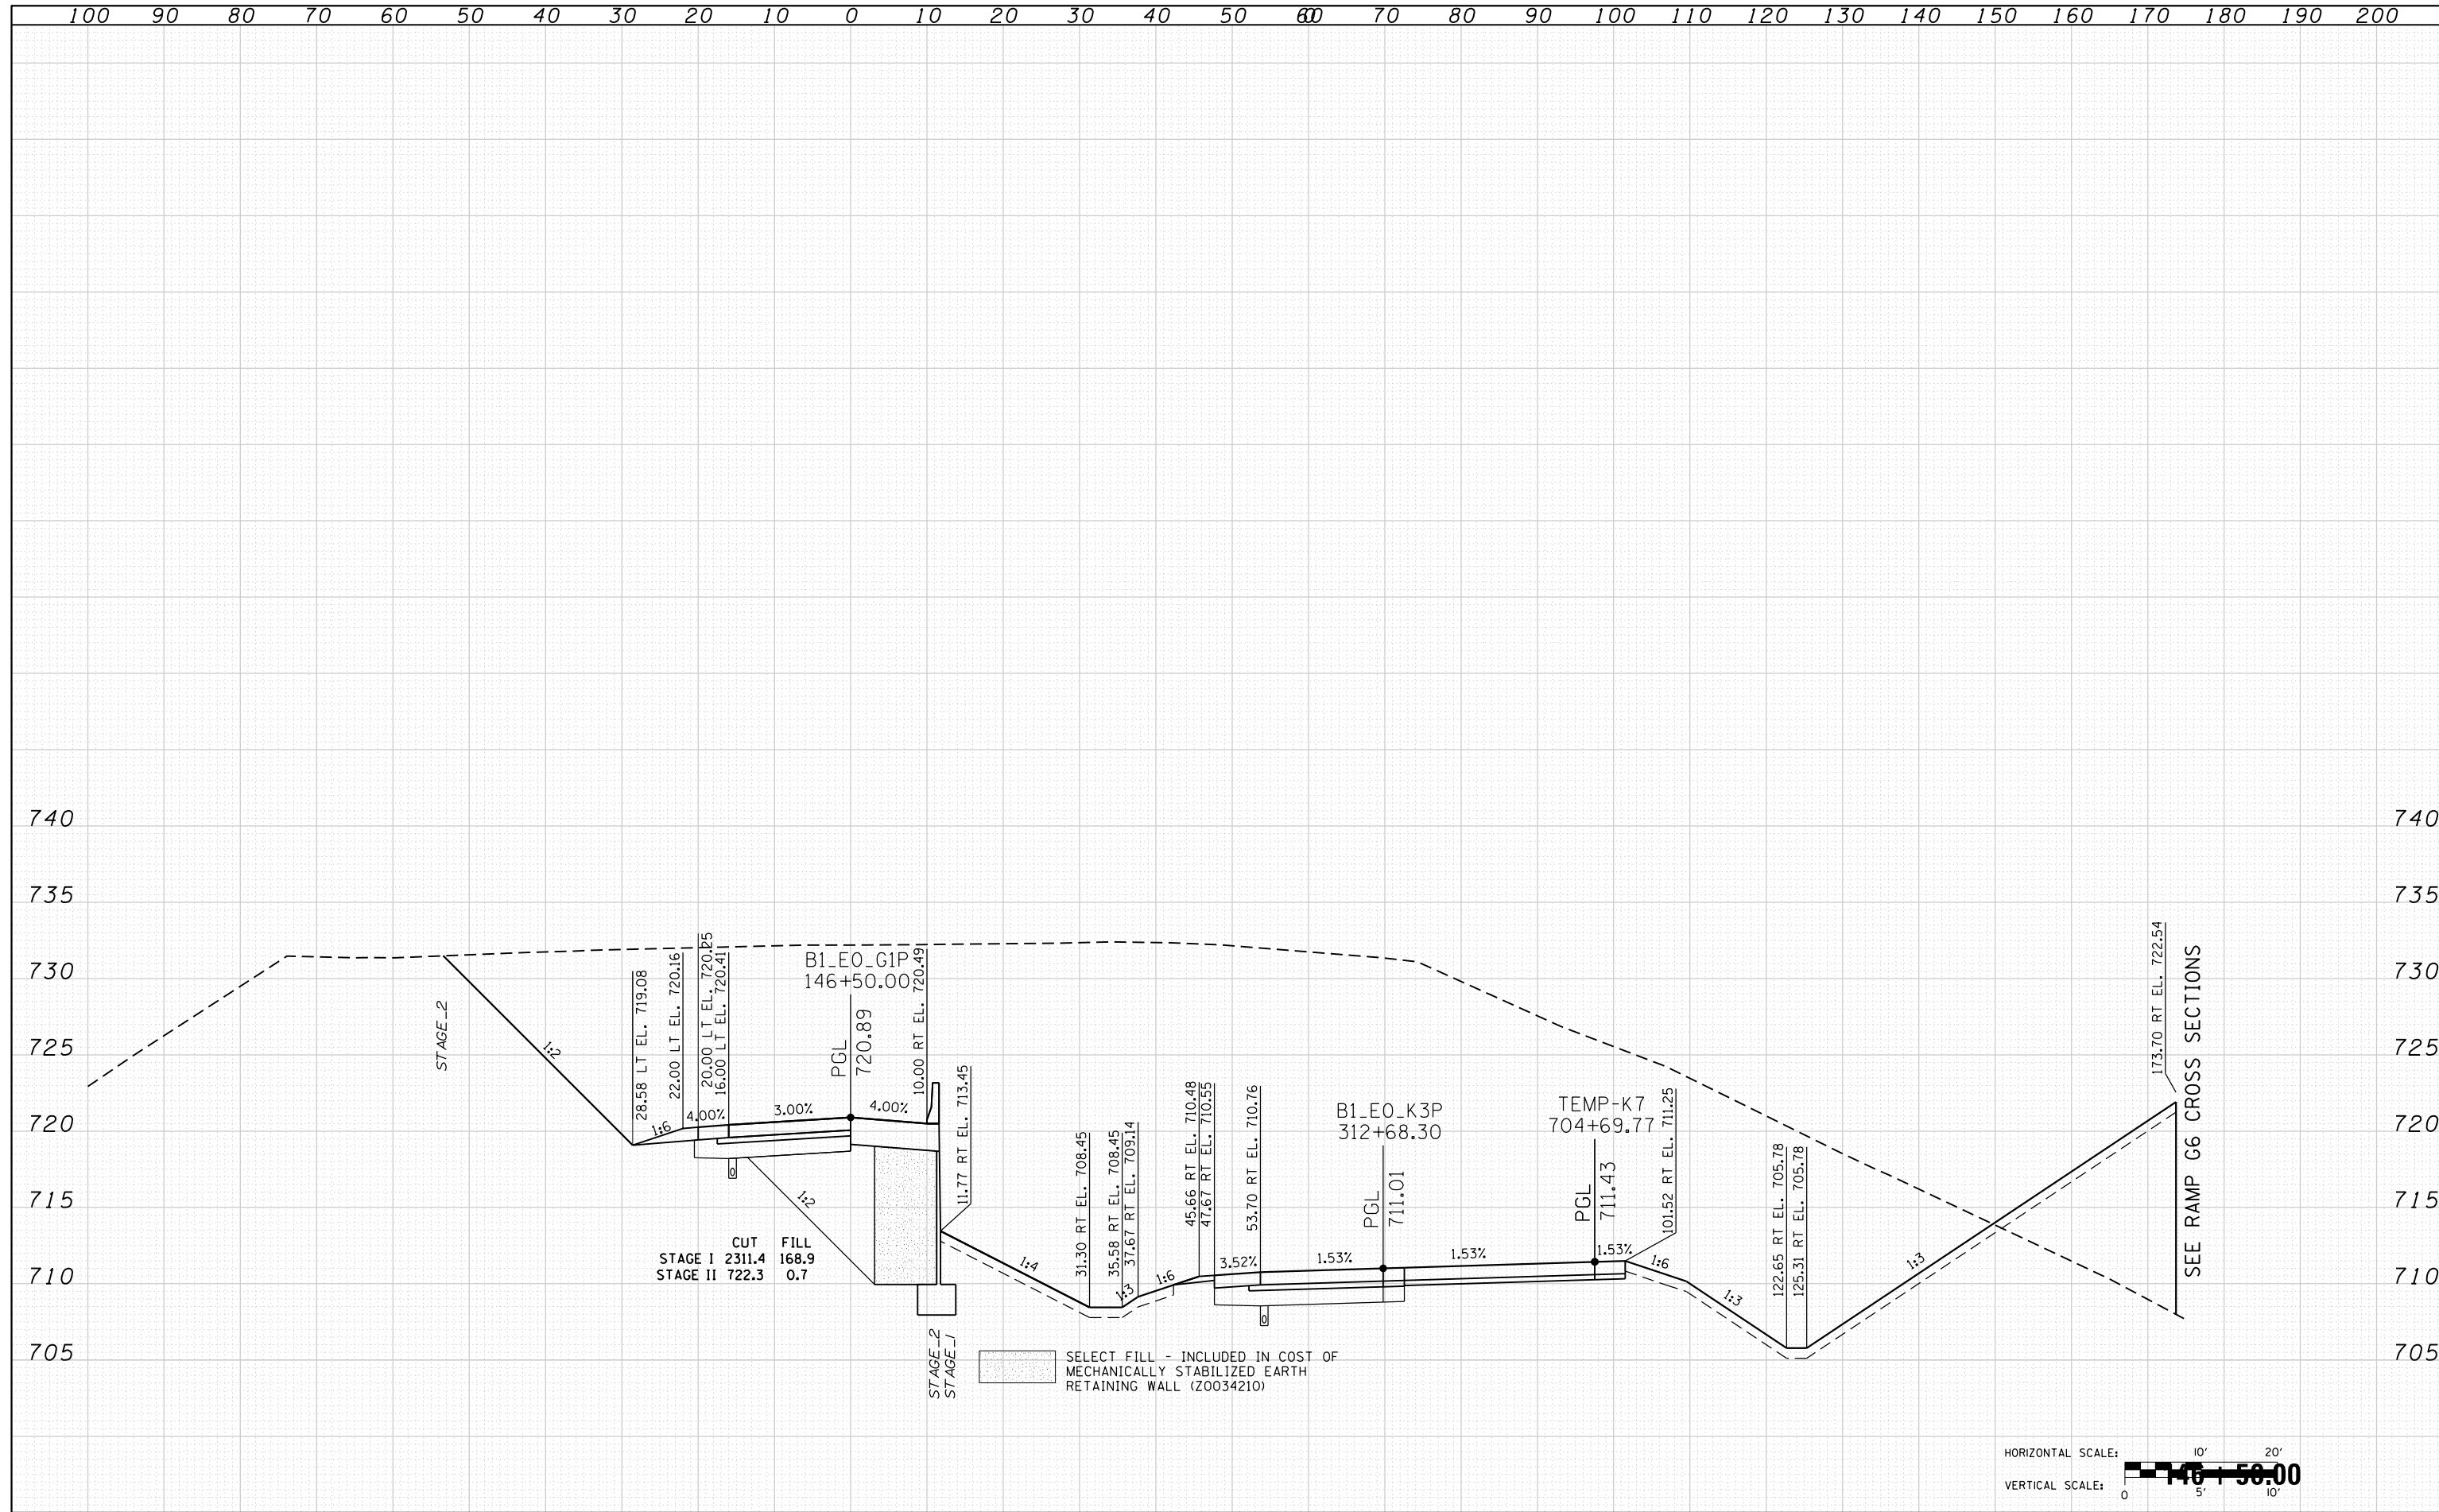 100 90 80 70 60 50 40 30 20 10 0 10 20 30 40 50 60 70 80 90 100 110 120 130 140 150 160 170 180 190 200
740 740
735 735
730 730
725 725
720 720
715 715
710 710
705 705
STAGE_2
1:2
28.58 LT EL. 719.08
1:6
22.00 LT EL. 720.16
4.00%
20.00 LT EL. 720.25
16.00 LT EL. 720.41
3.00%
B1_EO_G1P
146+50.00
PGL
720.89
4.00%
10.00 RT EL. 720.49
0
1:2
CUT FILL
STAGE I 2311.4 168.9
STAGE II 722.3 0.7
11.77 RT EL. 713.45
STAGE_2
STAGE_1
1:4
31.30 RT EL. 708.45
35.58 RT EL. 708.45
1:3
37.67 RT EL. 709.14
1:6
45.66 RT EL. 710.48
47.67 RT EL. 710.55
3.52%
53.70 RT EL. 710.76
0
1.53%
B1_EO_K3P
312+68.30
PGL
711.01
1.53%
TEMP-K7
704+69.77
PGL
711.43
1.53%
101.52 RT EL. 711.25
1:6
1:3
122.65 RT EL. 705.78
125.31 RT EL. 705.78
1:3
173.70 RT EL. 722.54
SEE RAMP G6 CROSS SECTIONS
SELECT FILL - INCLUDED IN COST OF
MECHANICALLY STABILIZED EARTH
RETAINING WALL (Z0034210)
HORIZONTAL SCALE: 10' 20'
146 + 50.00
VERTICAL SCALE: 0 5' 10'